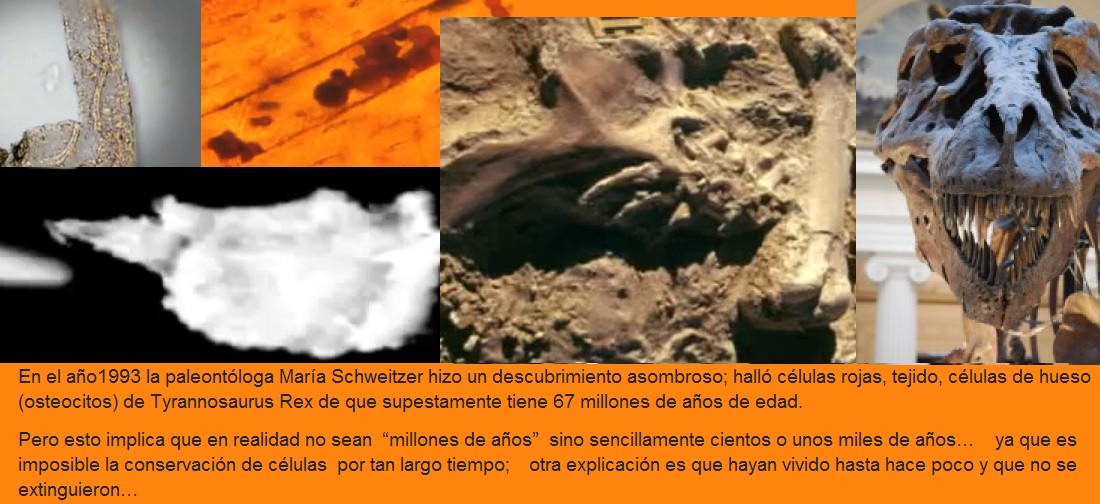 En el año1993 la paleontóloga María Schweitzer hizo un descubrimiento asombroso; halló células rojas, tejido, células de hueso
(osteocitos) de Tyrannosaurus Rex de que supestamente tiene 67 millones de años de edad.
Pero esto implica que en realidad no sean “millones de años” sino sencillamente cientos o unos miles de años… ya que es
imposible la conservación de células por tan largo tiempo; otra explicación es que hayan vivido hasta hace poco y que no se
extinguieron…